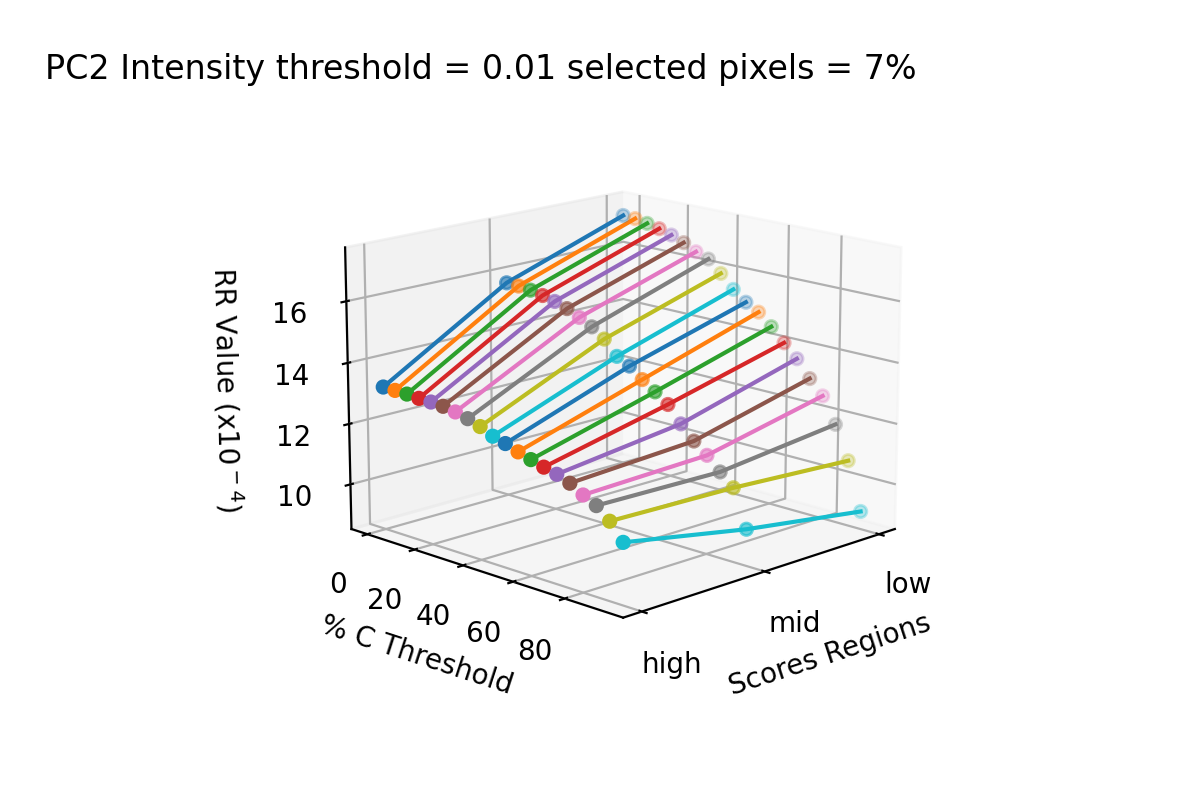 PC2 Intensity threshold = 0.01 selected pixels = 7%
RR Value (x10⁻⁴)
16
14
12
10
0
20
40
60
80
% C Threshold
high
mid
low
Scores Regions